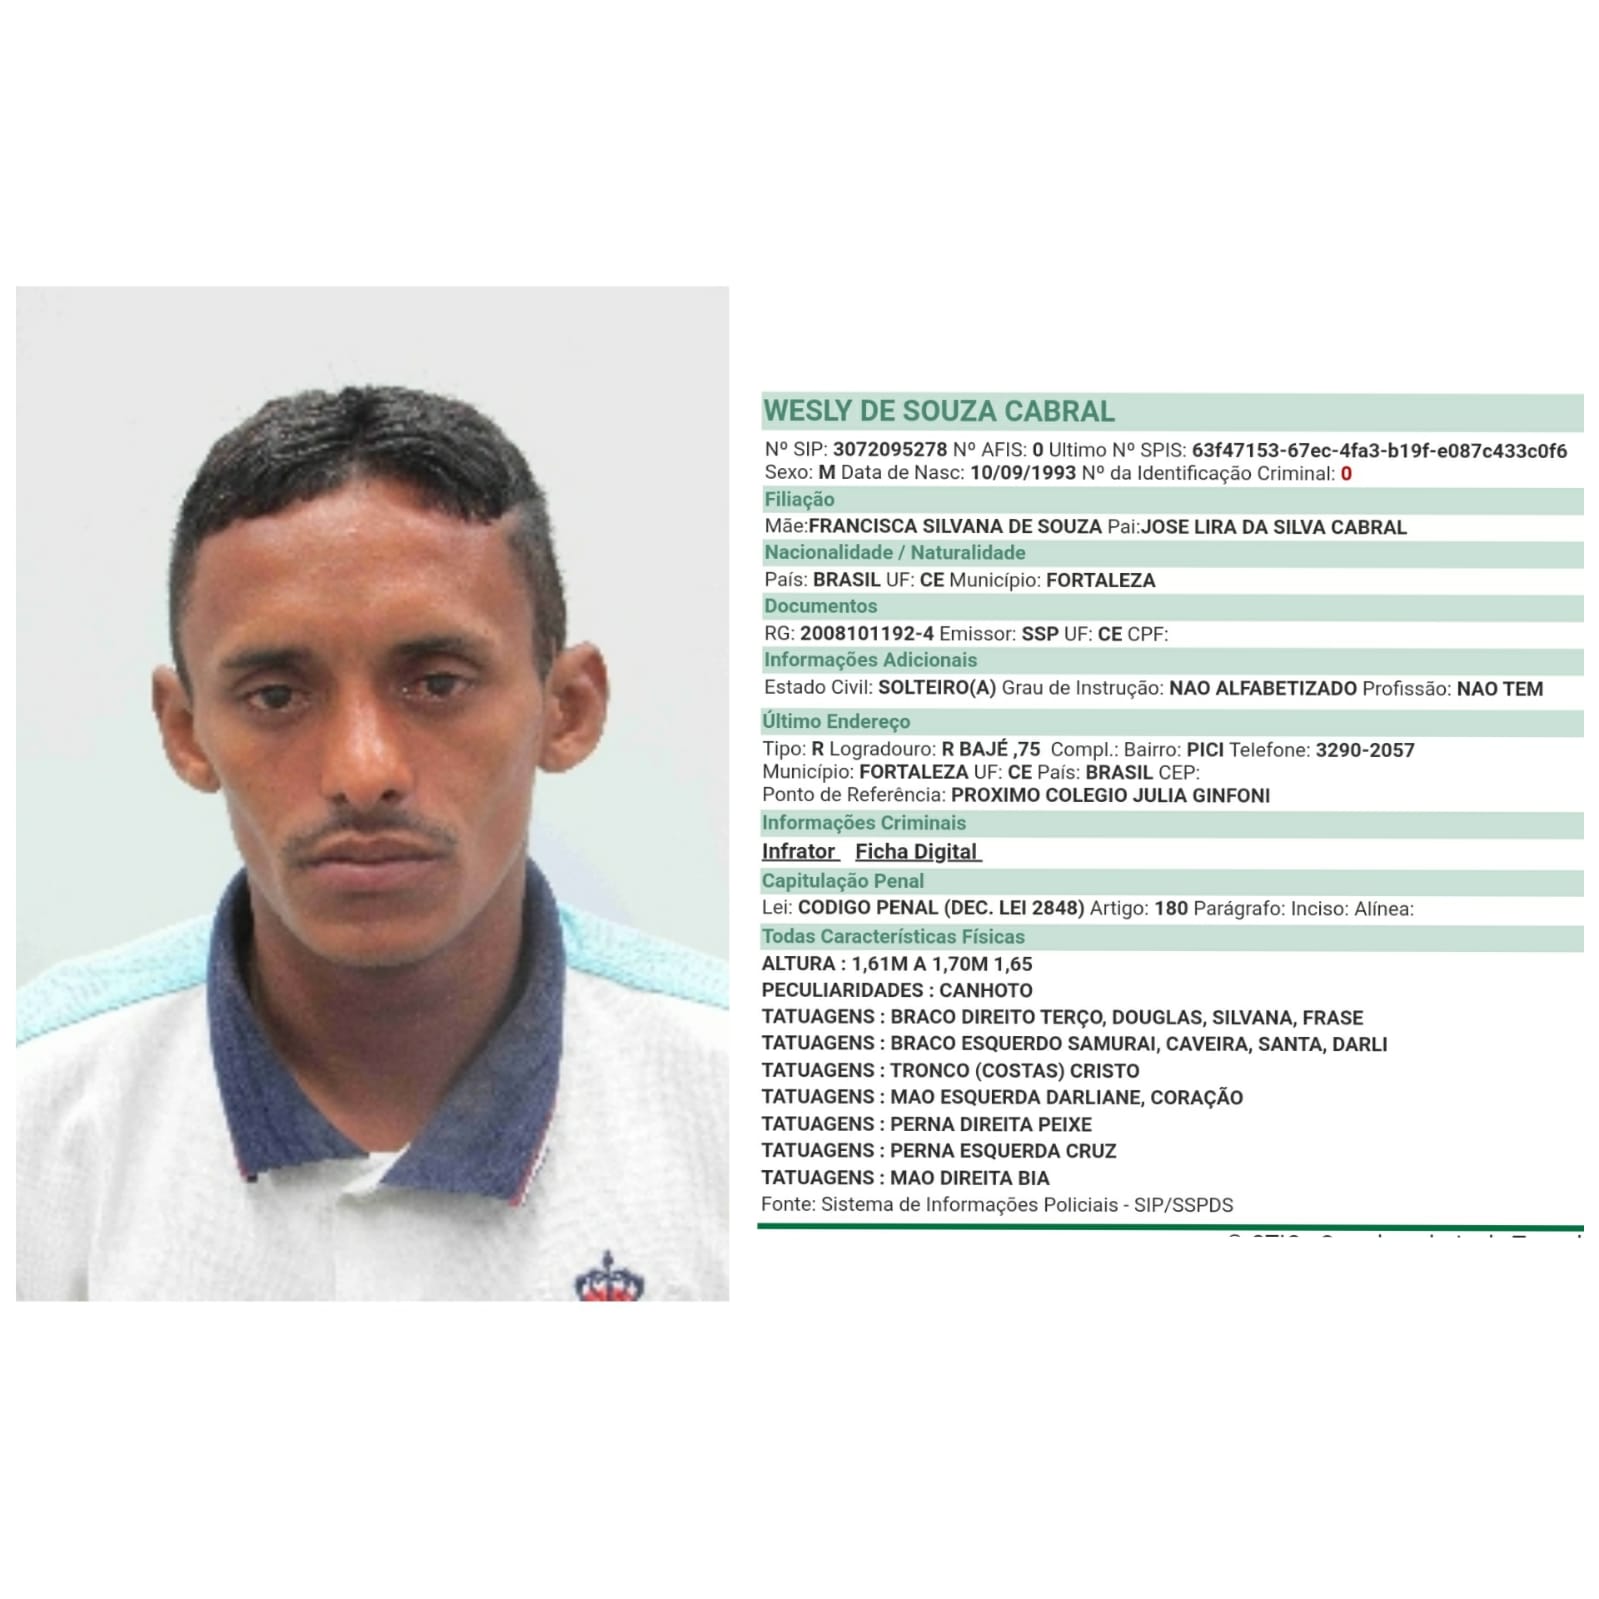 WESLY DE SOUZA CABRAL
Nº SIP: 3072095278 Nº AFIS: 0 Ultimo Nº SPIS: 63f47153-67ec-4fa3-b19f-e087c433c0f6
Sexo: M Data de Nasc: 10/09/1993 Nº da Identificação Criminal: 0
Filiação
Mãe:FRANCISCA SILVANA DE SOUZA Pai:JOSE LIRA DA SILVA CABRAL
Nacionalidade / Naturalidade
País: BRASIL UF: CE Município: FORTALEZA
Documentos
RG: 2008101192-4 Emissor: SSP UF: CE CPF:
Informações Adicionais
Estado Civil: SOLTEIRO(A) Grau de Instrução: NAO ALFABETIZADO Profissão: NAO TEM
Último Endereço
Tipo: R Logradouro: R BAJÉ ,75 Compl.: Bairro: PICI Telefone: 3290-2057
Município: FORTALEZA UF: CE País: BRASIL CEP:
Ponto de Referência: PROXIMO COLEGIO JULIA GINFONI
Informações Criminais
Infrator Ficha Digital
Capitulação Penal
Lei: CODIGO PENAL (DEC. LEI 2848) Artigo: 180 Parágrafo: Inciso: Alínea:
Todas Características Físicas
ALTURA : 1,61M A 1,70M 1,65
PECULIARIDADES : CANHOTO
TATUAGENS : BRACO DIREITO TERÇO, DOUGLAS, SILVANA, FRASE
TATUAGENS : BRACO ESQUERDO SAMURAI, CAVEIRA, SANTA, DARLI
TATUAGENS : TRONCO (COSTAS) CRISTO
TATUAGENS : MAO ESQUERDA DARLIANE, CORAÇÃO
TATUAGENS : PERNA DIREITA PEIXE
TATUAGENS : PERNA ESQUERDA CRUZ
TATUAGENS : MAO DIREITA BIA
Fonte: Sistema de Informações Policiais - SIP/SSPDS